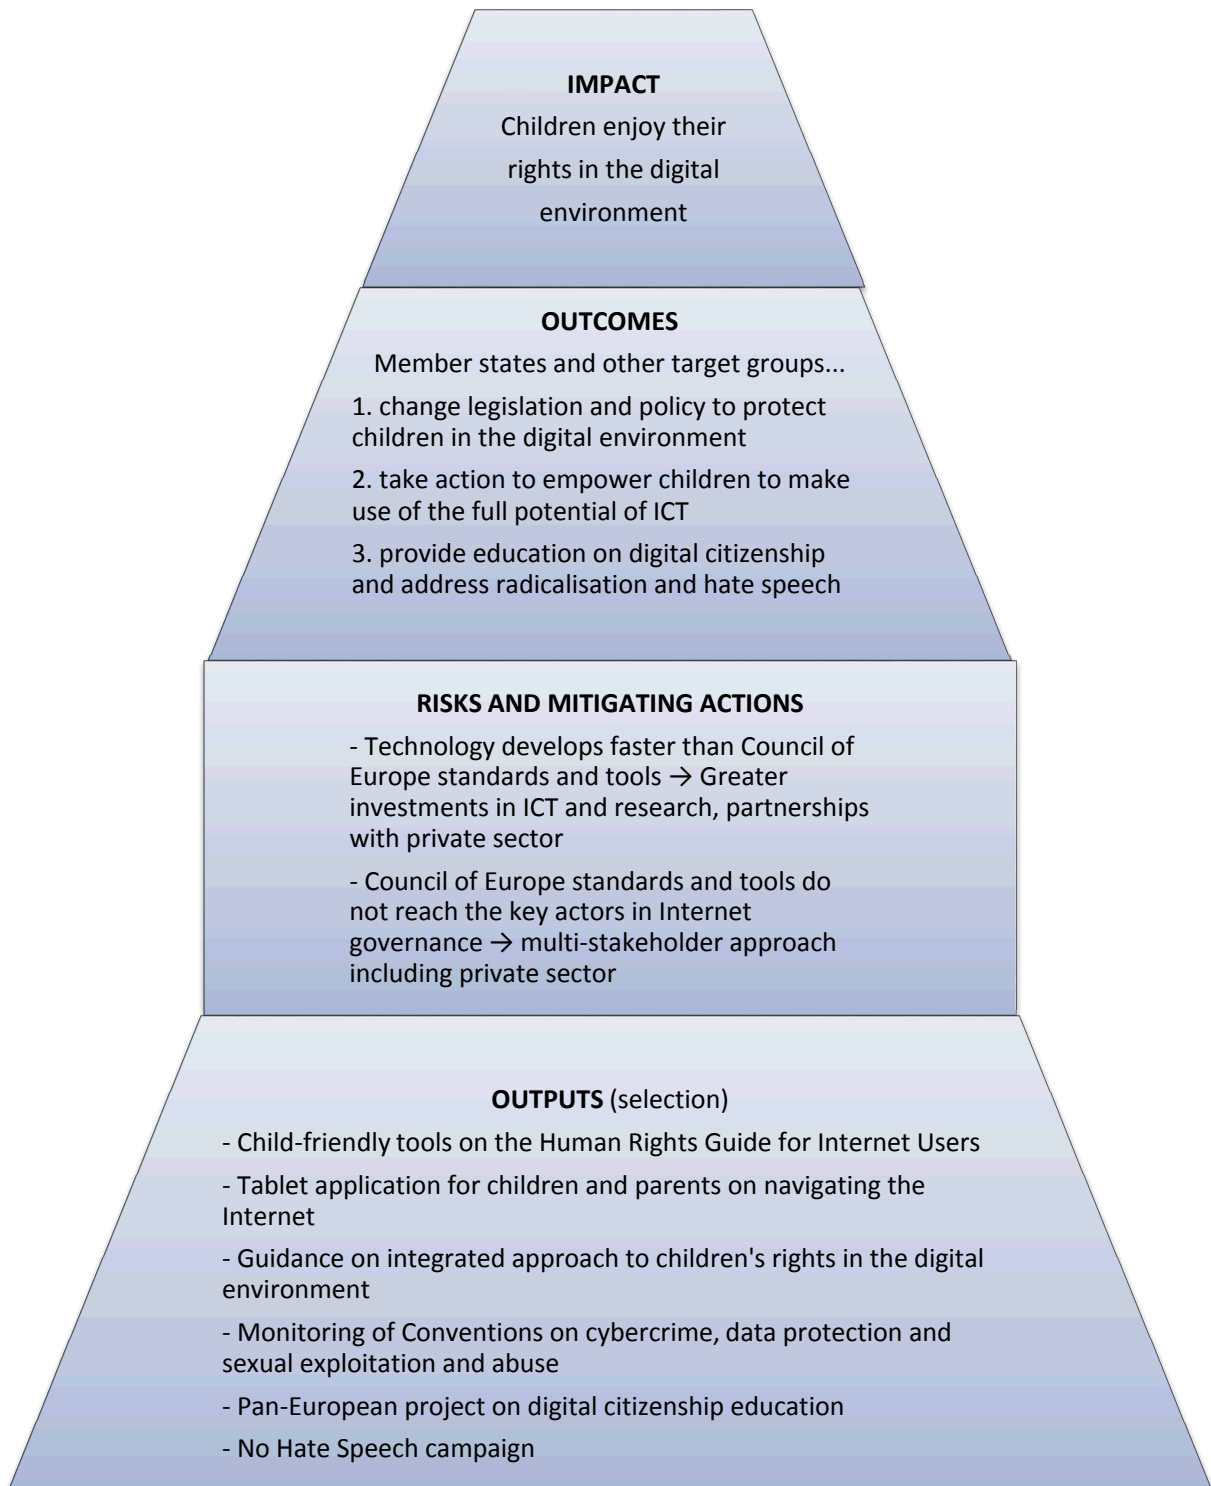 IMPACT
Children enjoy their
rights in the digital
environment
OUTCOMES
Member states and other target groups...
1. change legislation and policy to protect
children in the digital environment
2. take action to empower children to make
use of the full potential of ICT
3. provide education on digital citizenship
and address radicalisation and hate speech
RISKS AND MITIGATING ACTIONS
- Technology develops faster than Council of
Europe standards and tools → Greater
investments in ICT and research, partnerships
with private sector
- Council of Europe standards and tools do
not reach the key actors in Internet
governance → multi-stakeholder approach
including private sector
OUTPUTS (selection)
- Child-friendly tools on the Human Rights Guide for Internet Users
- Tablet application for children and parents on navigating the
Internet
- Guidance on integrated approach to children's rights in the digital
environment
- Monitoring of Conventions on cybercrime, data protection and
sexual exploitation and abuse
- Pan-European project on digital citizenship education
- No Hate Speech campaign